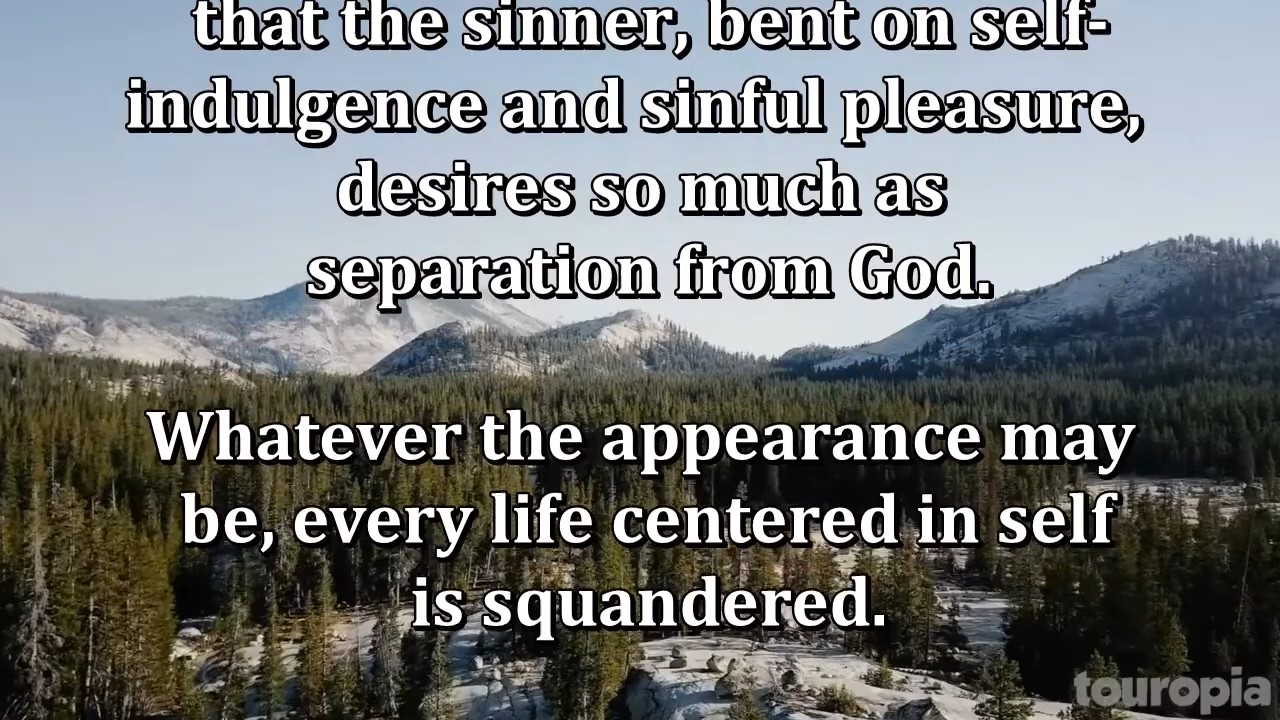 that the sinner, bent on self-
indulgence and sinful pleasure,
desires so much as
separation from God.
Whatever the appearance may
be, every life centered in self
is squandered.
touropia